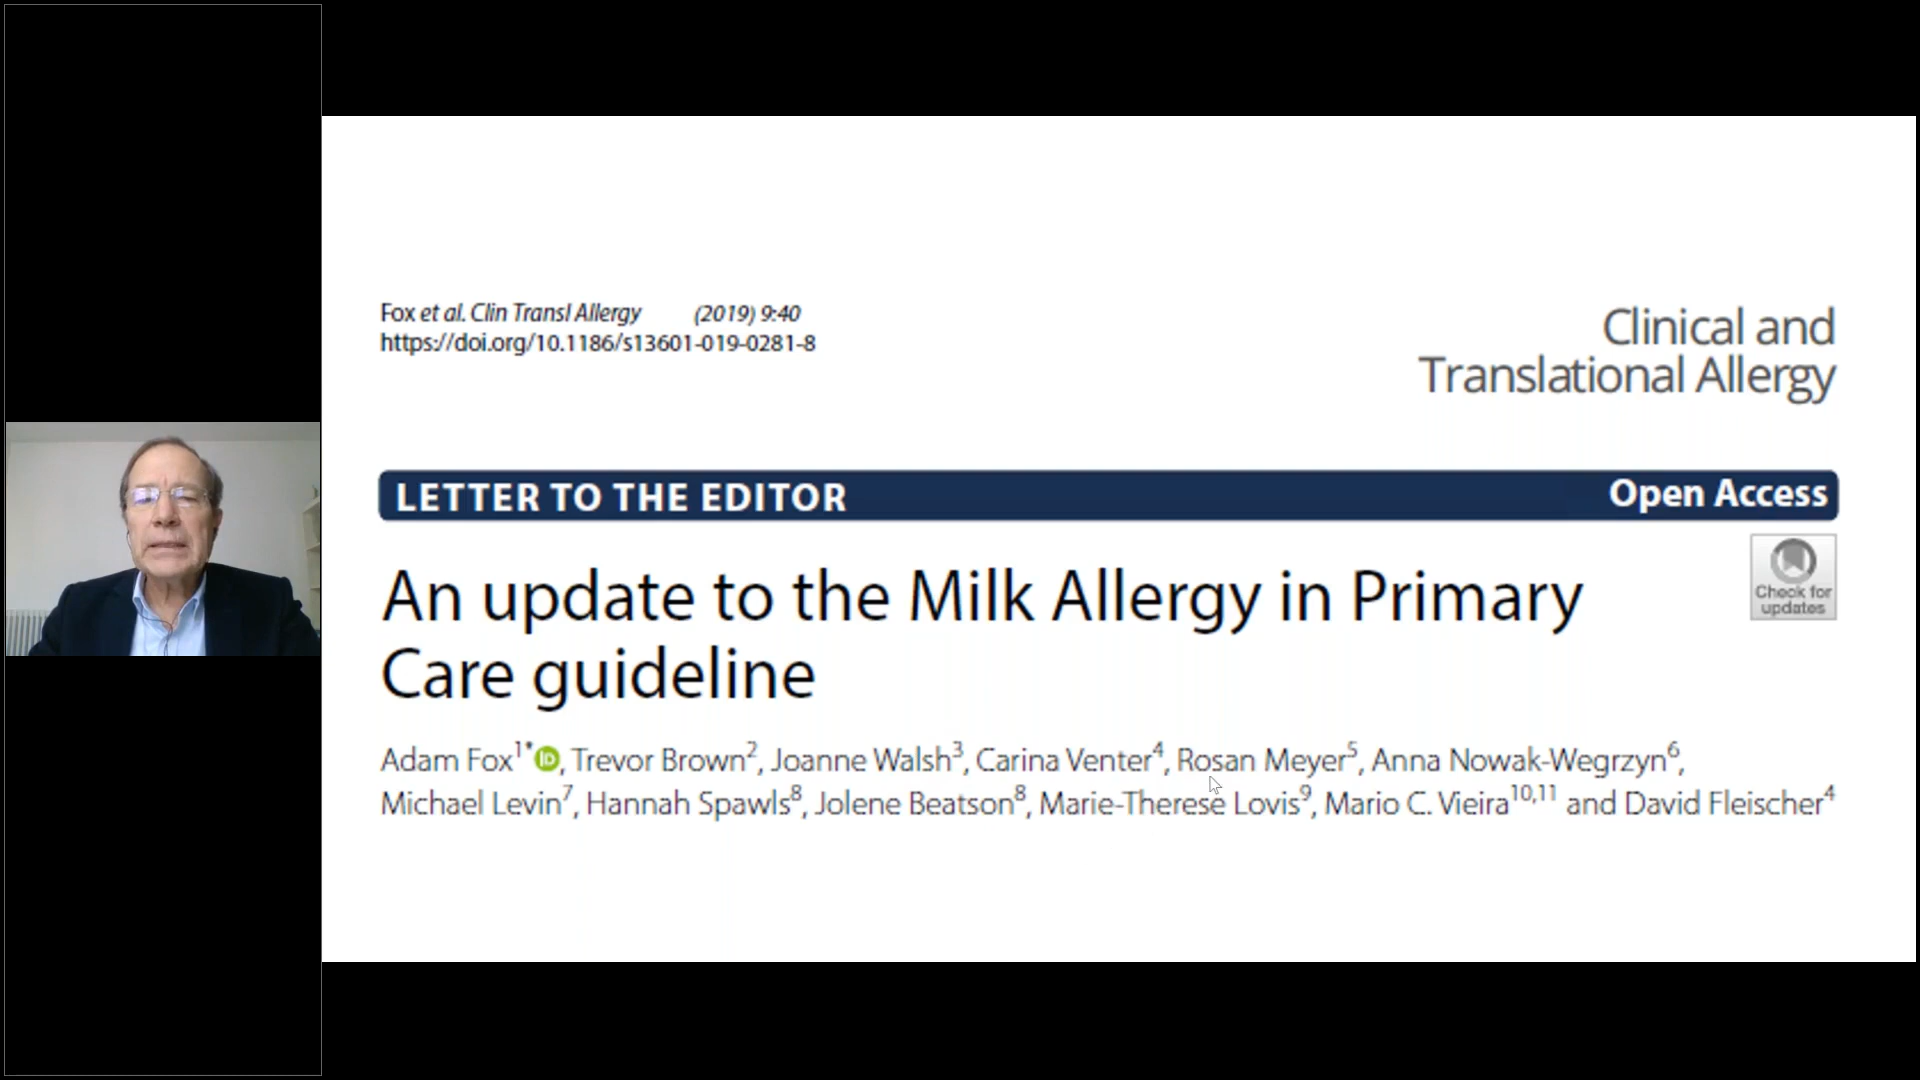 Fox et al. Clin Transl Allergy (2019) 9:40
https://doi.org/10.1186/s13601-019-0281-8
Clinical and
Translational Allergy
LETTER TO THE EDITOR
Open Access
An update to the Milk Allergy in Primary
Care guideline
Check for
updates
Adam Fox1* iD, Trevor Brown2, Joanne Walsh3, Carina Venter4, Rosan Meyer5, Anna Nowak-Wegrzyn6,
Michael Levin7, Hannah Spawls8, Jolene Beatson8, Marie-Therese Lovis9, Mario C. Vieira10,11 and David Fleischer4